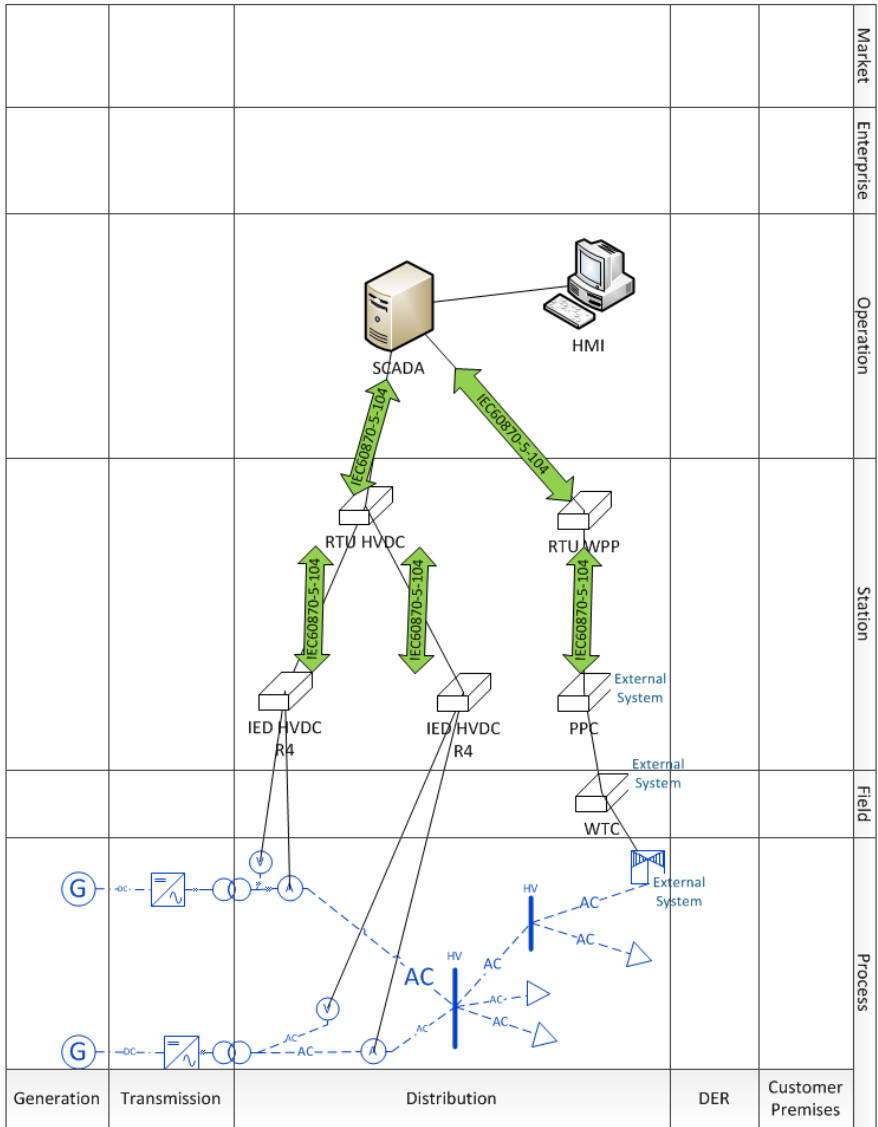 Market
Enterprise
Operation
SCADA
HMI
IEC60870-5-104
IEC60870-5-104
Station
RTU HVDC
RTU WPP
IEC60870-5-104
IEC60870-5-104
IEC60870-5-104
External
System
IED HVDC
R4
IED HVDC
R4
PPC
External
System
Field
WTC
V
G
DC
A
External
System
HV
AC
AC
Process
HV
AC
AC
AC
AC
V
AC
AC
G
DC
AC
A
Generation
Transmission
Distribution
DER
Customer
Premises